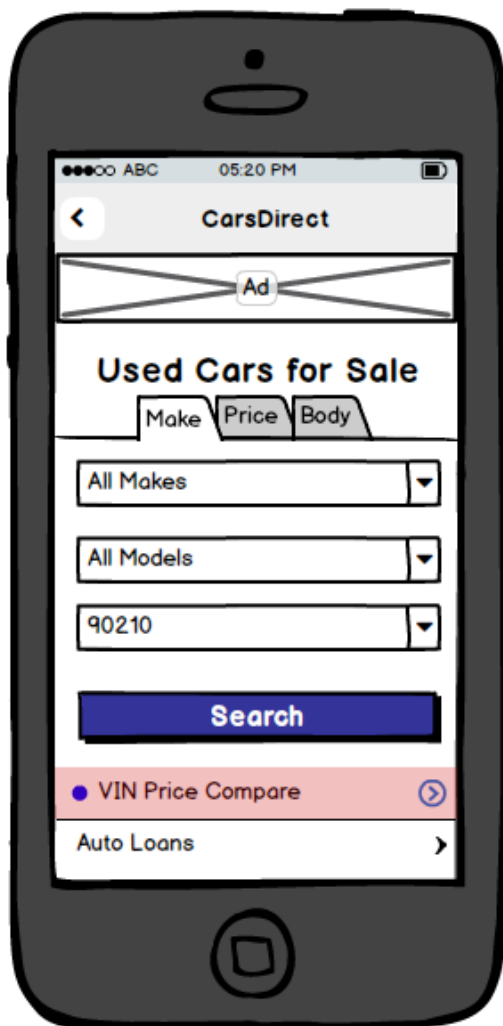 ABC 05:20 PM
CarsDirect
Ad
Used Cars for Sale
Make Price Body
All Makes
All Models
90210
Search
VIN Price Compare
Auto Loans